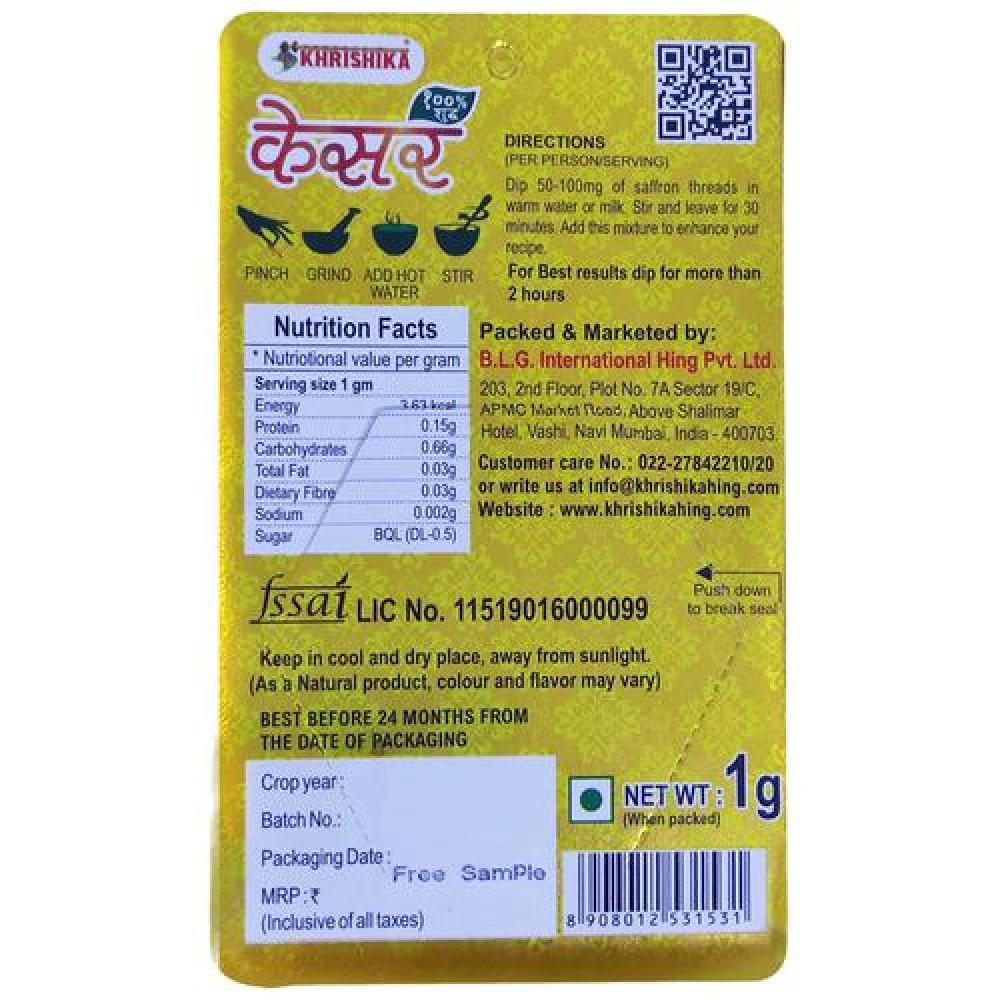 KHRISHIKA
१००%
शुद्ध
केसर
PINCH GRIND ADD HOT WATER STIR
DIRECTIONS
(PER PERSON/SERVING)
Dip 50-100mg of saffron threads in
warm water or milk. Stir and leave for 30
minutes. Add this mixture to enhance your
recipe.
For Best results dip for more than
2 hours
Nutrition Facts
* Nutriotional value per gram
Serving size 1 gm
Energy 3.63 kcal
Protein 0.15g
Carbohydrates 0.66g
Total Fat 0.03g
Dietary Fibre 0.03g
Sodium 0.002g
Sugar BQL (DL-0.5)
Packed & Marketed by:
B.L.G. International Hing Pvt. Ltd.
203, 2nd Floor, Plot No. 7A Sector 19/C,
APMC Market Road, Above Shalimar
Hotel, Vashi, Navi Mumbai, India - 400703.
Customer care No.: 022-27842210/20
or write us at info@khrishikahing.com
Website : www.khrishikahing.com
Push down
to break seal
fssai LIC No. 11519016000099
Keep in cool and dry place, away from sunlight.
(As a Natural product, colour and flavor may vary)
BEST BEFORE 24 MONTHS FROM
THE DATE OF PACKAGING
Crop year:
Batch No.:
Packaging Date: Free SamPle
MRP:₹
(Inclusive of all taxes)
NET WT : 1g
(When packed)
8 908012 531531